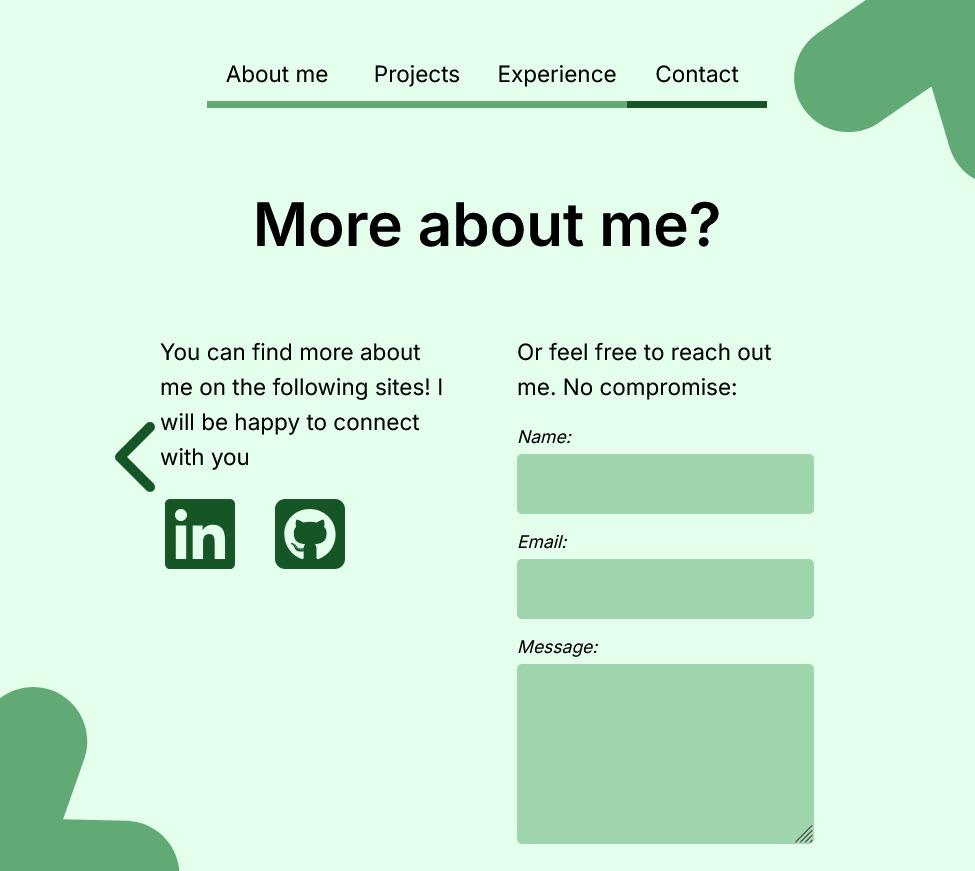 About me Projects Experience Contact
More about me?
You can find more about
me on the following sites! I
will be happy to connect
with you
in
Or feel free to reach out
me. No compromise:
Name:
Email:
Message: